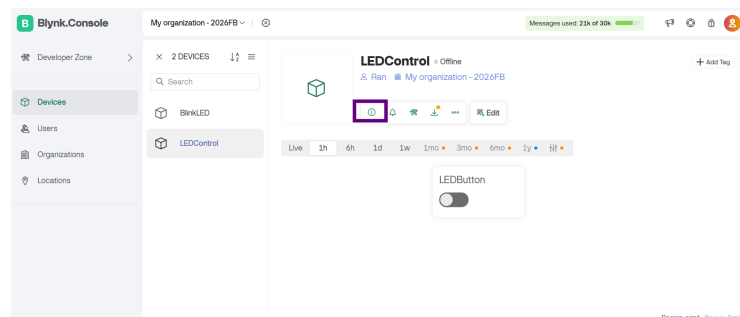 B Blynk.Console
My organization - 2026FB
Messages used: 21k of 30k
Developer Zone
Devices
Users
Organizations
Locations
2 DEVICES
Search
BlinkLED
LEDControl
LEDControl Offline
Ran My organization - 2026FB
+ Add Tag
Edit
Live 1h 6h 1d 1w 1mo 3mo 6mo 1y
LEDButton